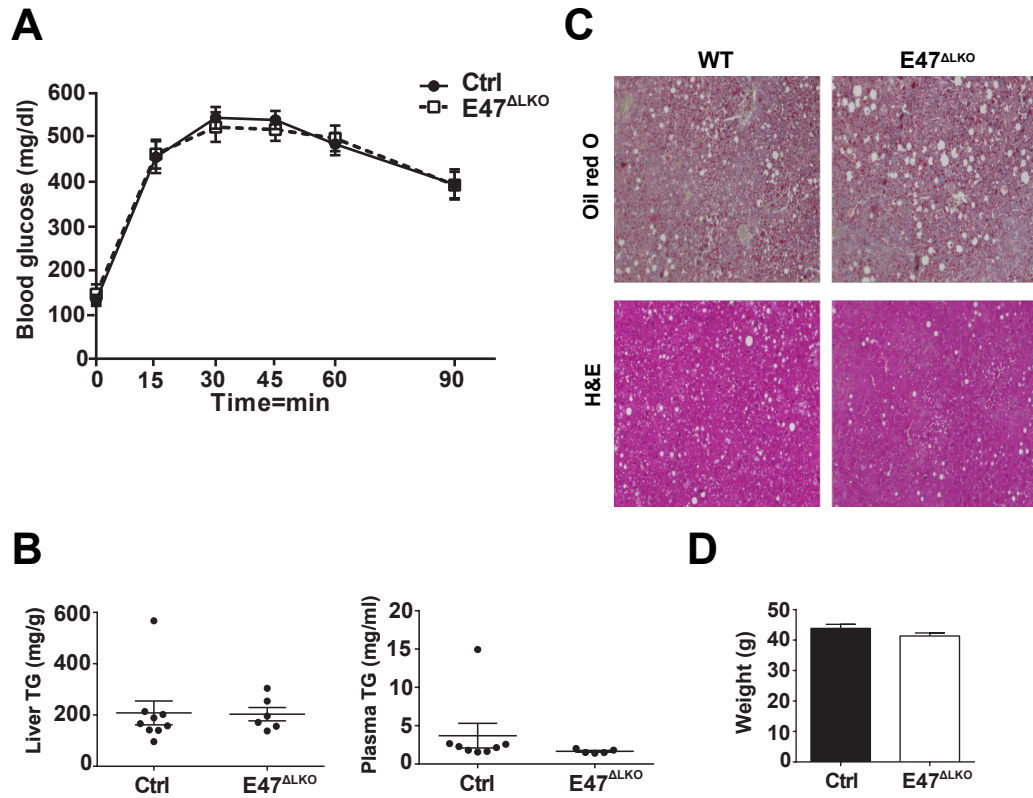 A
Ctrl
E47ΔLKO
Blood glucose (mg/dl)
600
500
400
300
200
100
0
0 15 30 45 60 90
Time=min
C
WT E47ΔLKO
Oil red O
H&E
B
Liver TG (mg/g)
600
400
200
0
Ctrl E47ΔLKO
Plasma TG (mg/ml)
20
15
10
5
0
Ctrl E47ΔLKO
D
Weight (g)
50
40
30
20
10
0
Ctrl E47ΔLKO